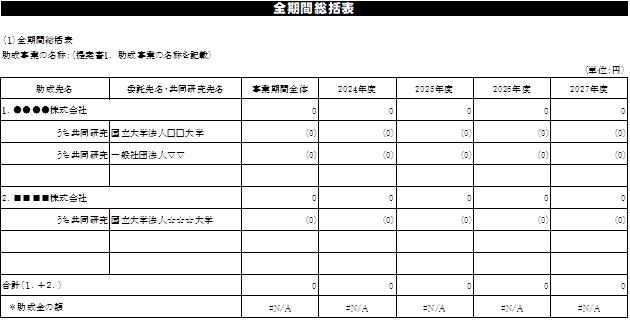 全期間総括表
(1)全期間総括表
助成事業の名称：(提案書1．助成事業の名称を記載)
(単位：円)
助成先名 委託先名・共同研究先名 事業期間全体 2024年度 2025年度 2026年度 2027年度
1．●●●●株式会社 0 0 0 0 0
うち共同研究 国立大学法人□□大学 (0) (0) (0) (0) (0)
うち共同研究 一般社団法人▽▽ (0) (0) (0) (0) (0)
2．■■■■株式会社 0 0 0 0 0
うち共同研究 国立大学法人☆☆☆大学 (0) (0) (0) (0) (0)
合計(1．＋2．) 0 0 0 0 0
＊助成金の額 #N/A #N/A #N/A #N/A #N/A